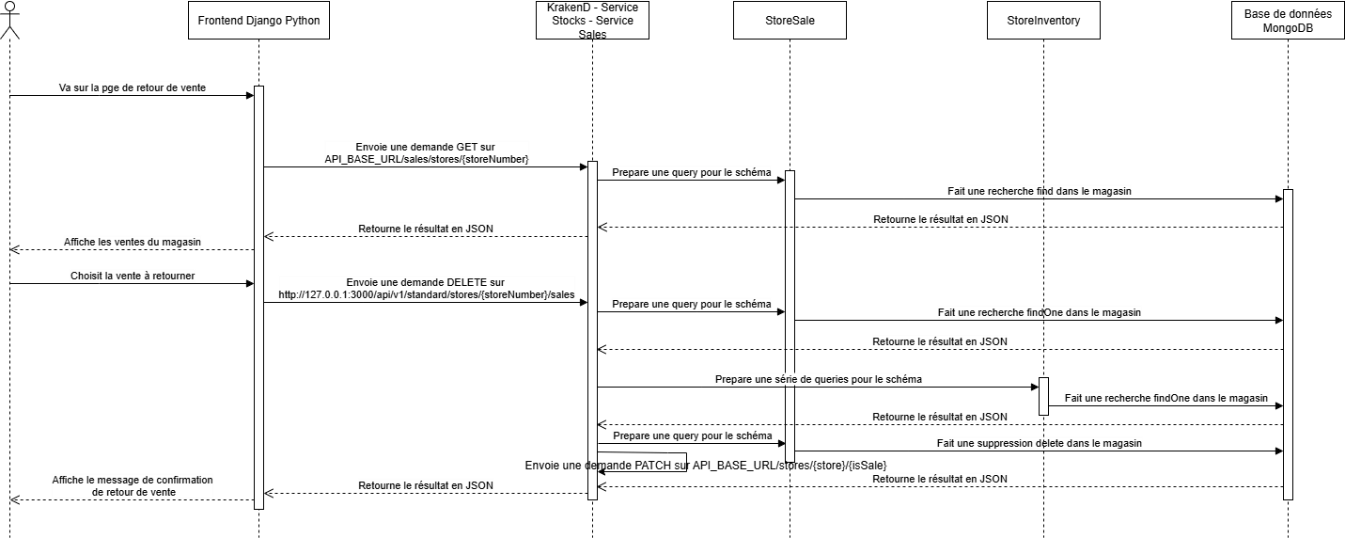 Frontend Django Python
KrakenD - Service
Stocks - Service
Sales
StoreSale
StoreInventory
Base de données
MongoDB
Va sur la pge de retour de vente
Envoie une demande GET sur
API_BASE_URL/sales/stores/{storeNumber}
Prepare une query pour le schéma
Fait une recherche find dans le magasin
Retourne le résultat en JSON
Retourne le résultat en JSON
Affiche les ventes du magasin
Choisit la vente à retourner
Envoie une demande DELETE sur
http://127.0.0.1:3000/api/v1/standard/stores/{storeNumber}/sales
Prepare une query pour le schéma
Fait une recherche findOne dans le magasin
Retourne le résultat en JSON
Prepare une série de queries pour le schéma
Fait une recherche findOne dans le magasin
Retourne le résultat en JSON
Prepare une query pour le schéma
Fait une suppression delete dans le magasin
Envoie une demande PATCH sur API_BASE_URL/stores/{store}/{isSale}
Retourne le résultat en JSON
Retourne le résultat en JSON
Affiche le message de confirmation
de retour de vente